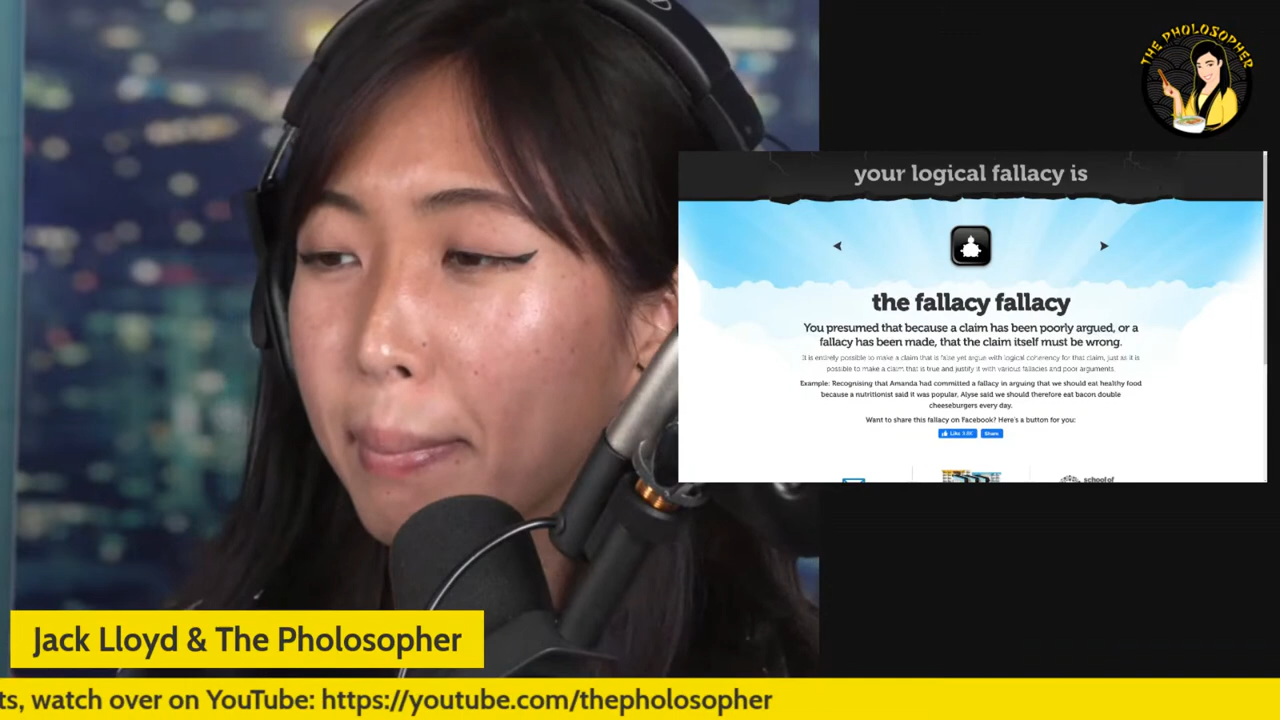 THE PHOLOSOPHER
your logical fallacy is
the fallacy fallacy
You presumed that because a claim has been poorly argued, or a
fallacy has been made, that the claim itself must be wrong.
It is entirely possible to make a claim that is false yet argue with logical coherency for that claim, just as it is
possible to make a claim that is true and justify it with various fallacies and poor arguments.
Example: Recognising that Amanda had committed a fallacy in arguing that we should eat healthy food
because a nutritionist said it was popular, Alyse said we should therefore eat bacon double
cheeseburgers every day.
Want to share this fallacy on Facebook? Here's a button for you:
Like
Share
school of
Jack Lloyd & The Pholosopher
ts, watch over on YouTube: https://youtube.com/thepholosopher